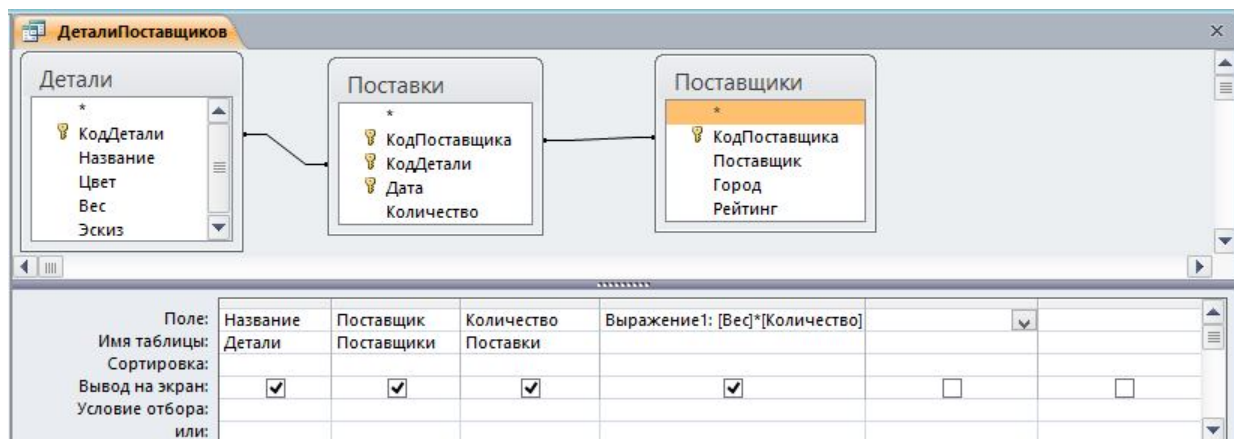 ДеталиПоставщиков
Детали
*
КодДетали
Название
Цвет
Вес
Эскиз
Поставки
*
КодПоставщика
КодДетали
Дата
Количество
Поставщики
*
КодПоставщика
Поставщик
Город
Рейтинг
Поле: Название Поставщик Количество Выражение1: [Вес]*[Количество]
Имя таблицы: Детали Поставщики Поставки
Сортировка:
Вывод на экран:
Условие отбора:
или: